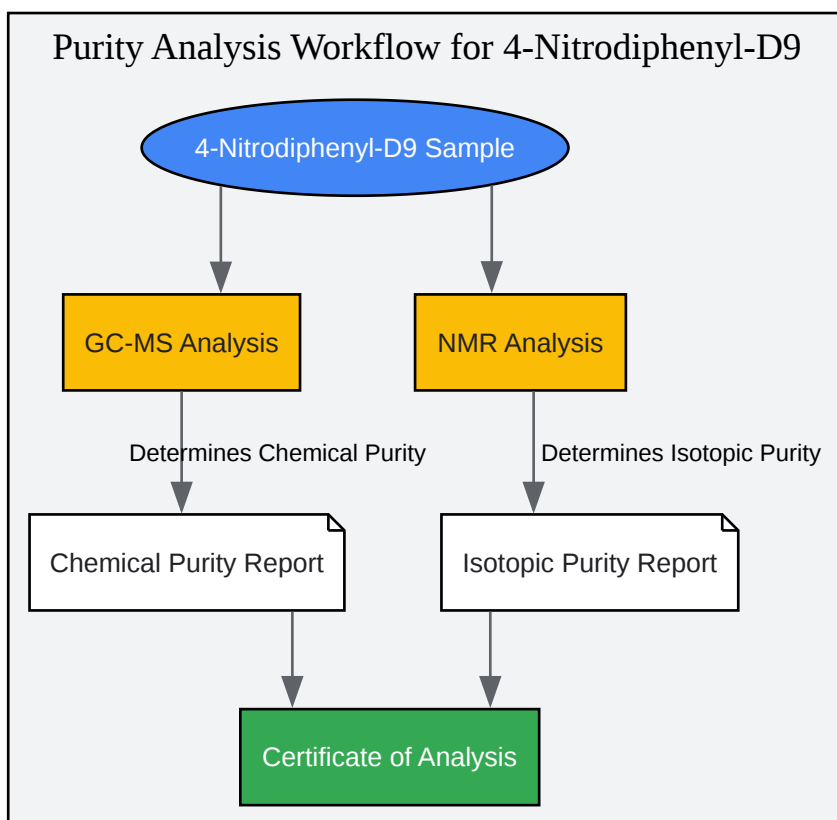 Purity Analysis Workflow for 4-Nitrodiphenyl-D9
4-Nitrodiphenyl-D9 Sample
GC-MS Analysis
NMR Analysis
Determines Chemical Purity
Determines Isotopic Purity
Chemical Purity Report
Isotopic Purity Report
Certificate of Analysis